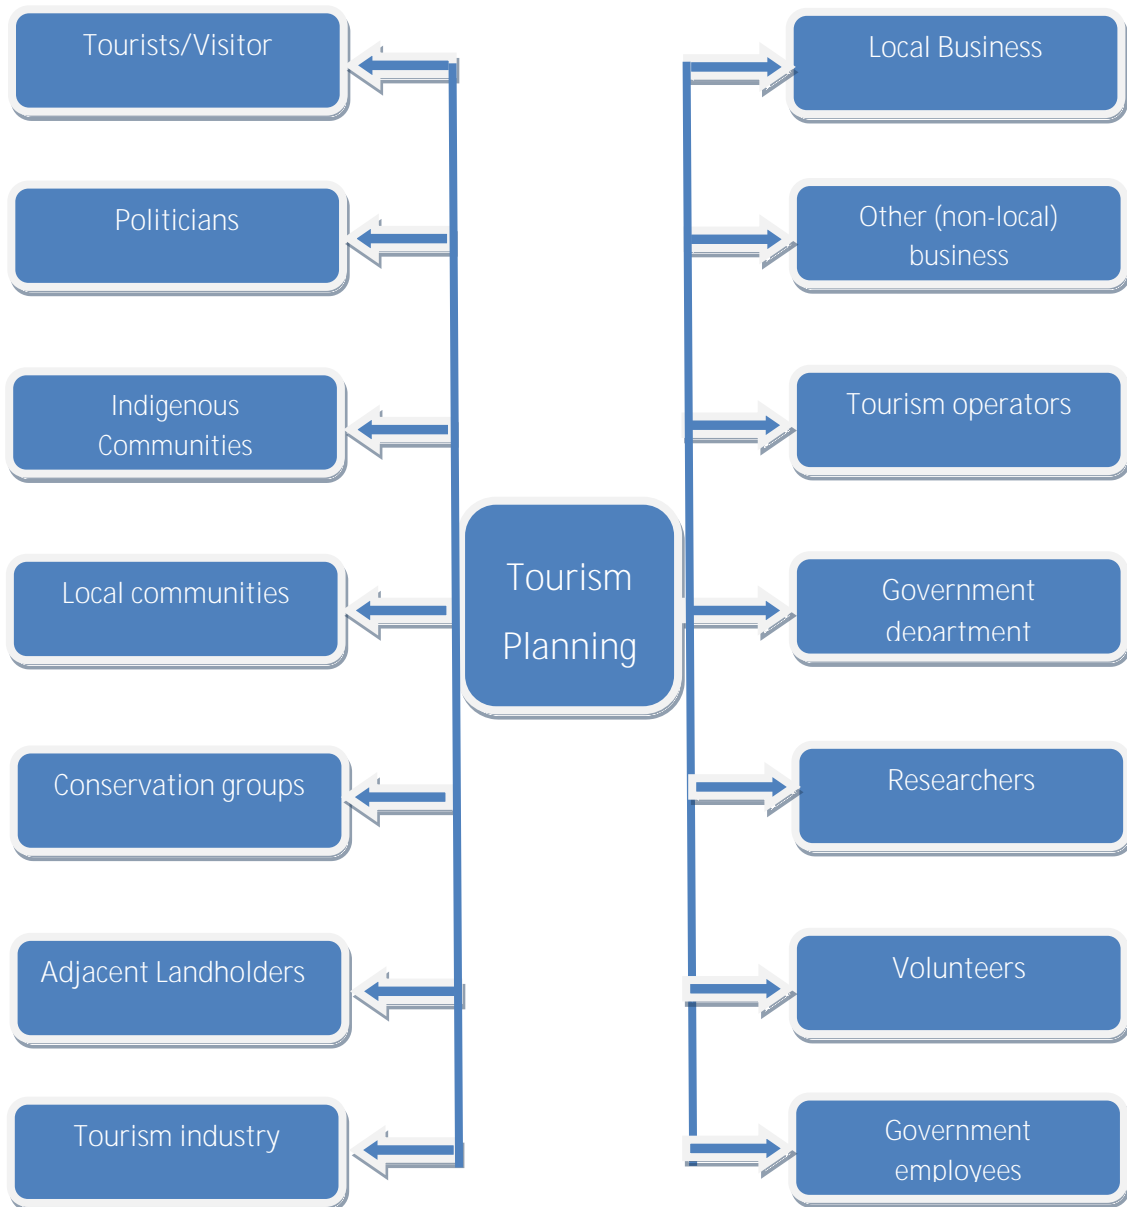 Tourists/Visitor
Politicians
Indigenous
Communities
Local communities
Conservation groups
Adjacent Landholders
Tourism industry
Tourism
Planning
Local Business
Other (non-local)
business
Tourism operators
Government
department
Researchers
Volunteers
Government
employees